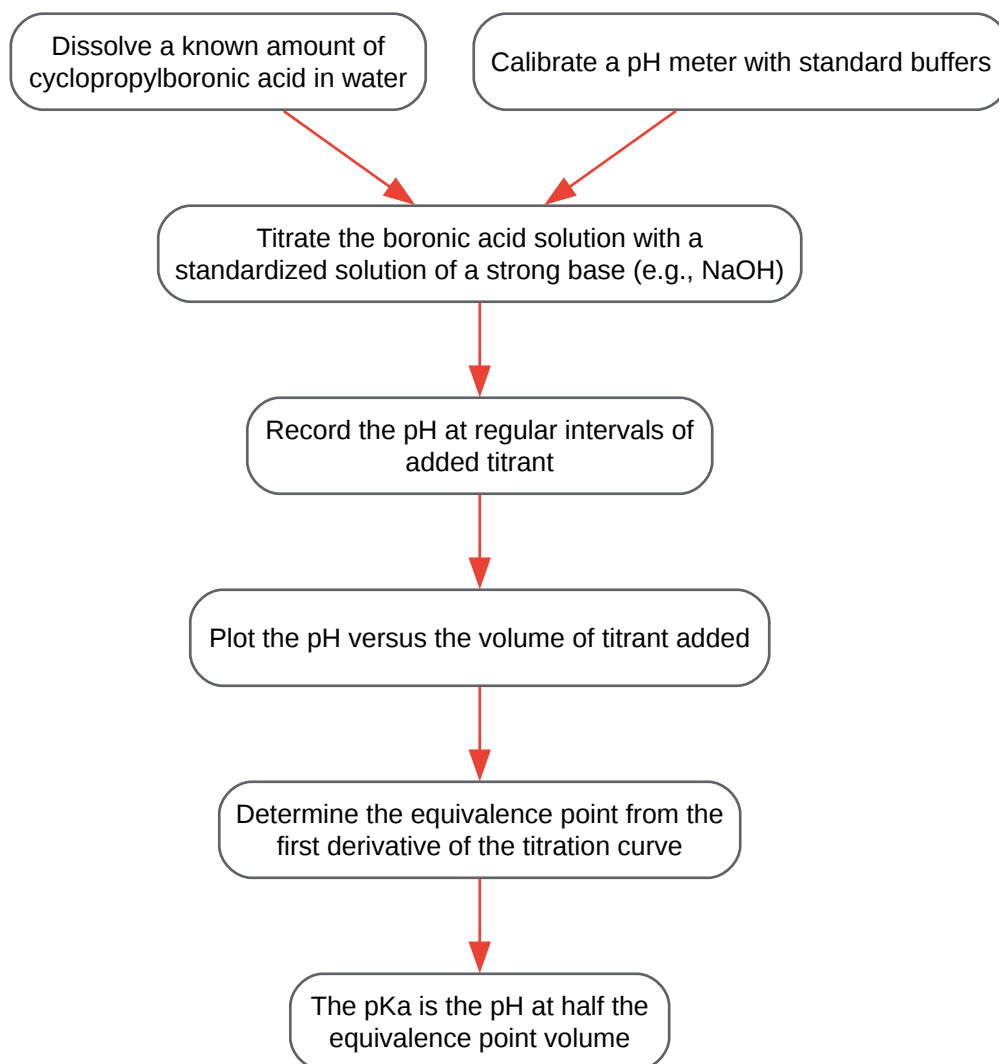 Dissolve a known amount of
cyclopropylboronic acid in water
Calibrate a pH meter with standard buffers
Titrate the boronic acid solution with a
standardized solution of a strong base (e.g., NaOH)
Record the pH at regular intervals of
added titrant
Plot the pH versus the volume of titrant added
Determine the equivalence point from the
first derivative of the titration curve
The pKa is the pH at half the
equivalence point volume